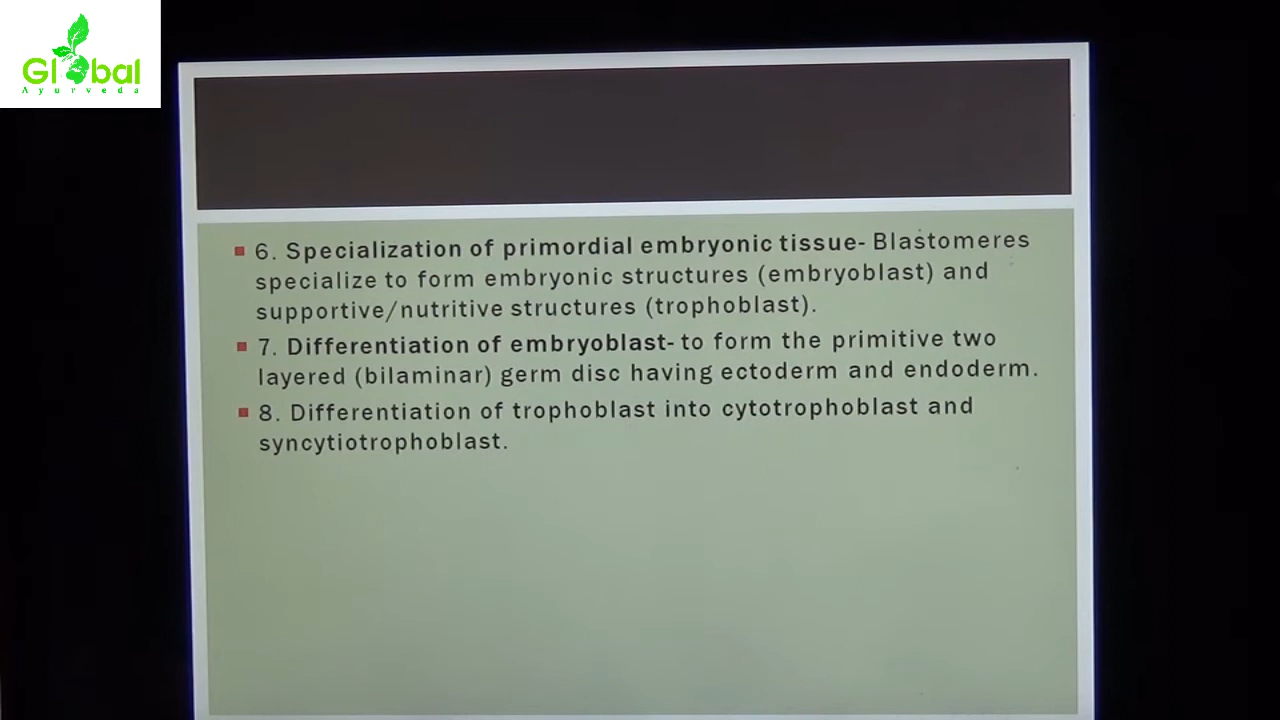 Global
Ayurveda
6. Specialization of primordial embryonic tissue- Blastomeres
specialize to form embryonic structures (embryoblast) and
supportive/nutritive structures (trophoblast).
7. Differentiation of embryoblast- to form the primitive two
layered (bilaminar) germ disc having ectoderm and endoderm.
8. Differentiation of trophoblast into cytotrophoblast and
syncytiotrophoblast.